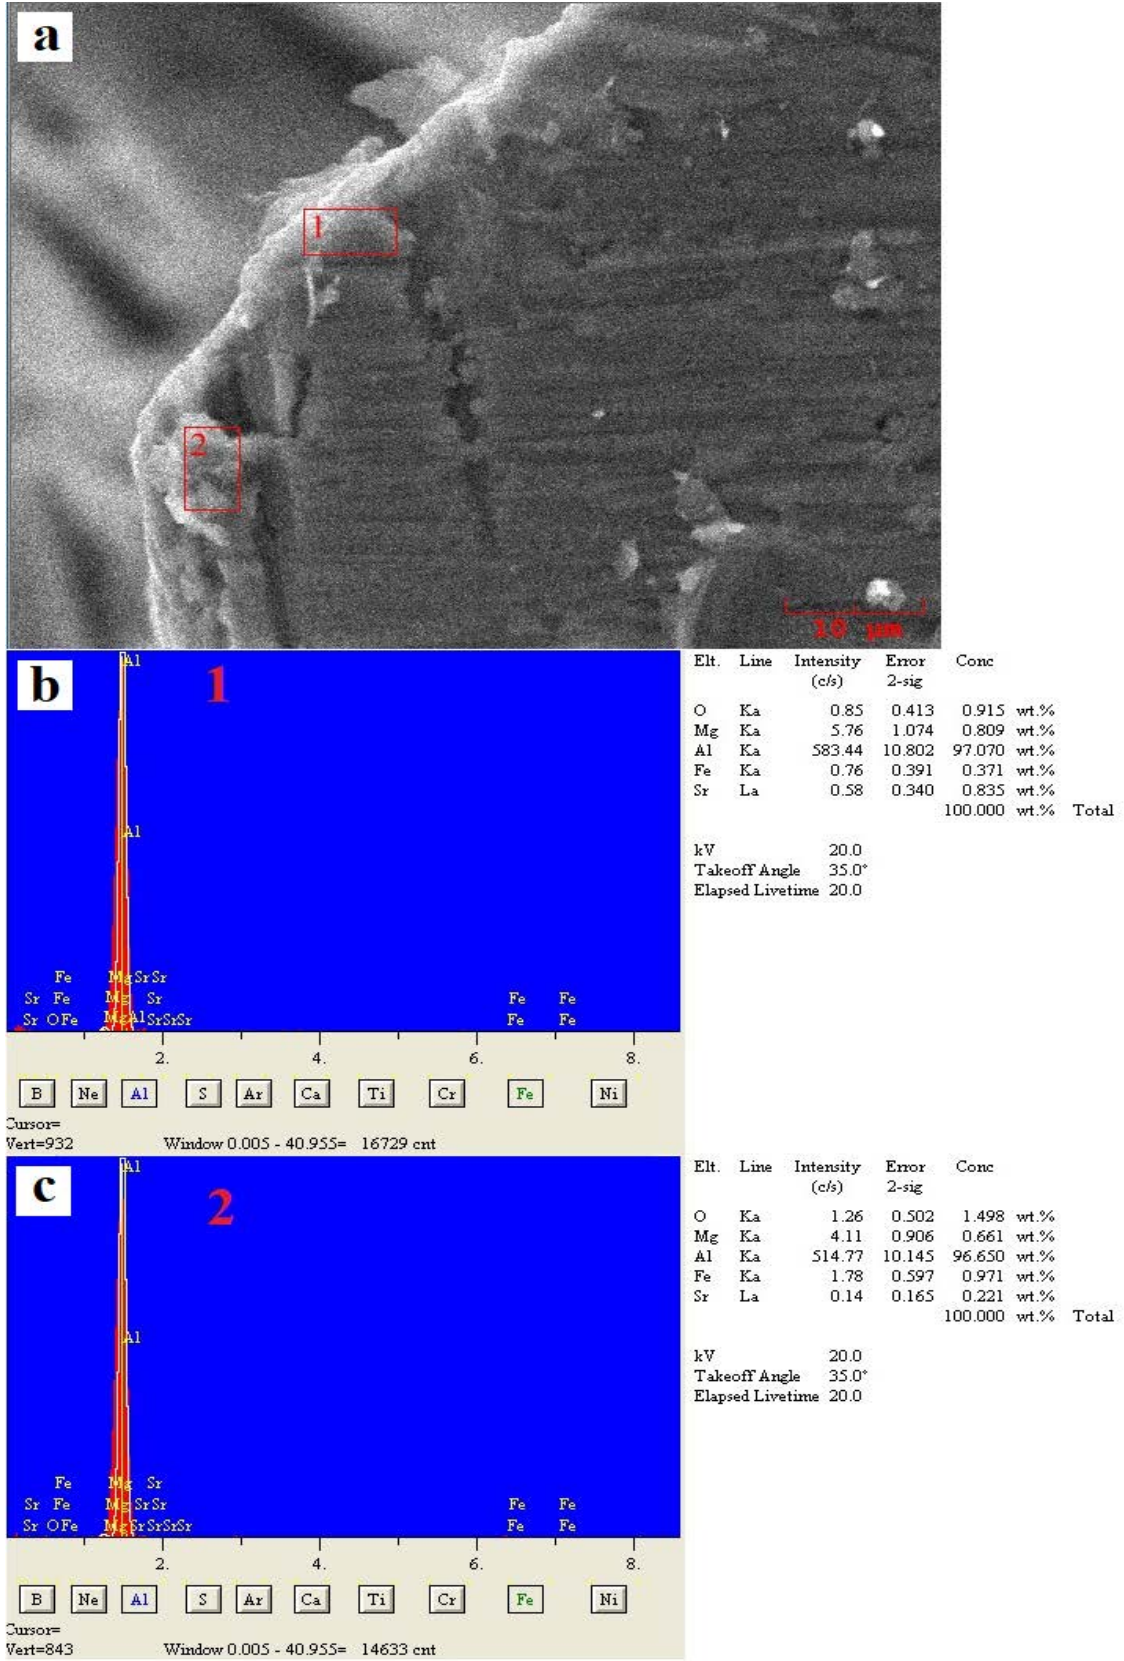 a
1
2
10 µm
b
1
Al
Al
Fe Mg Sr Sr
Sr Fe Mg Sr Fe Fe
Sr O Fe Mg Al Sr Sr Sr Fe Fe
2. 4. 6. 8.
B Ne Al S Ar Ca Ti Cr Fe Ni
Cursor=
Vert=932 Window 0.005 - 40.955= 16729 cnt
Elt. Line Intensity Error Conc
(c/s) 2-sig
O Ka 0.85 0.413 0.915 wt.%
Mg Ka 5.76 1.074 0.809 wt.%
Al Ka 583.44 10.802 97.070 wt.%
Fe Ka 0.76 0.391 0.371 wt.%
Sr La 0.58 0.340 0.835 wt.%
100.000 wt.% Total
kV 20.0
Takeoff Angle 35.0°
Elapsed Livetime 20.0
c
2
Al
Al
Fe Mg Sr
Sr Fe Mg Sr Sr Fe Fe
Sr O Fe Mg Sr Sr Sr Sr Fe Fe
2. 4. 6. 8.
B Ne Al S Ar Ca Ti Cr Fe Ni
Cursor=
Vert=843 Window 0.005 - 40.955= 14633 cnt
Elt. Line Intensity Error Conc
(c/s) 2-sig
O Ka 1.26 0.502 1.498 wt.%
Mg Ka 4.11 0.906 0.661 wt.%
Al Ka 514.77 10.145 96.650 wt.%
Fe Ka 1.78 0.597 0.971 wt.%
Sr La 0.14 0.165 0.221 wt.%
100.000 wt.% Total
kV 20.0
Takeoff Angle 35.0°
Elapsed Livetime 20.0